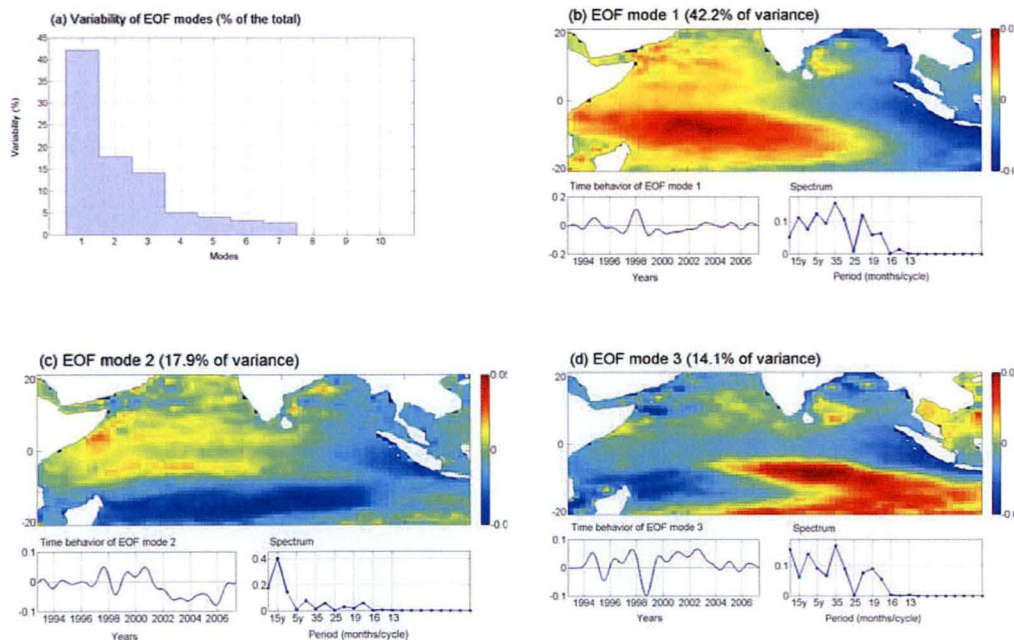 (a) Variability of EOF modes (% of the total)
45
40
35
30
25
20
15
10
5
0
Variability (%)
1 2 3 4 5 6 7 8 9 10
Modes
(b) EOF mode 1 (42.2% of variance)
20
0
-20
Time behavior of EOF mode 1
0.2
0
-0.2
1994 1996 1998 2000 2002 2004 2006
Years
Spectrum
0.1
0
15y 5y 35 25 19 16 13
Period (months/cycle)
(c) EOF mode 2 (17.9% of variance)
20
0
-20
Time behavior of EOF mode 2
0.1
0
-0.1
1994 1996 1998 2000 2002 2004 2006
Years
Spectrum
0.4
0.2
0
15y 5y 35 25 19 16 13
Period (months/cycle)
(d) EOF mode 3 (14.1% of variance)
20
0
-20
Time behavior of EOF mode 3
0.1
0
-0.1
1994 1996 1998 2000 2002 2004 2006
Years
Spectrum
0.1
0
15y 5y 35 25 19 16 13
Period (months/cycle)